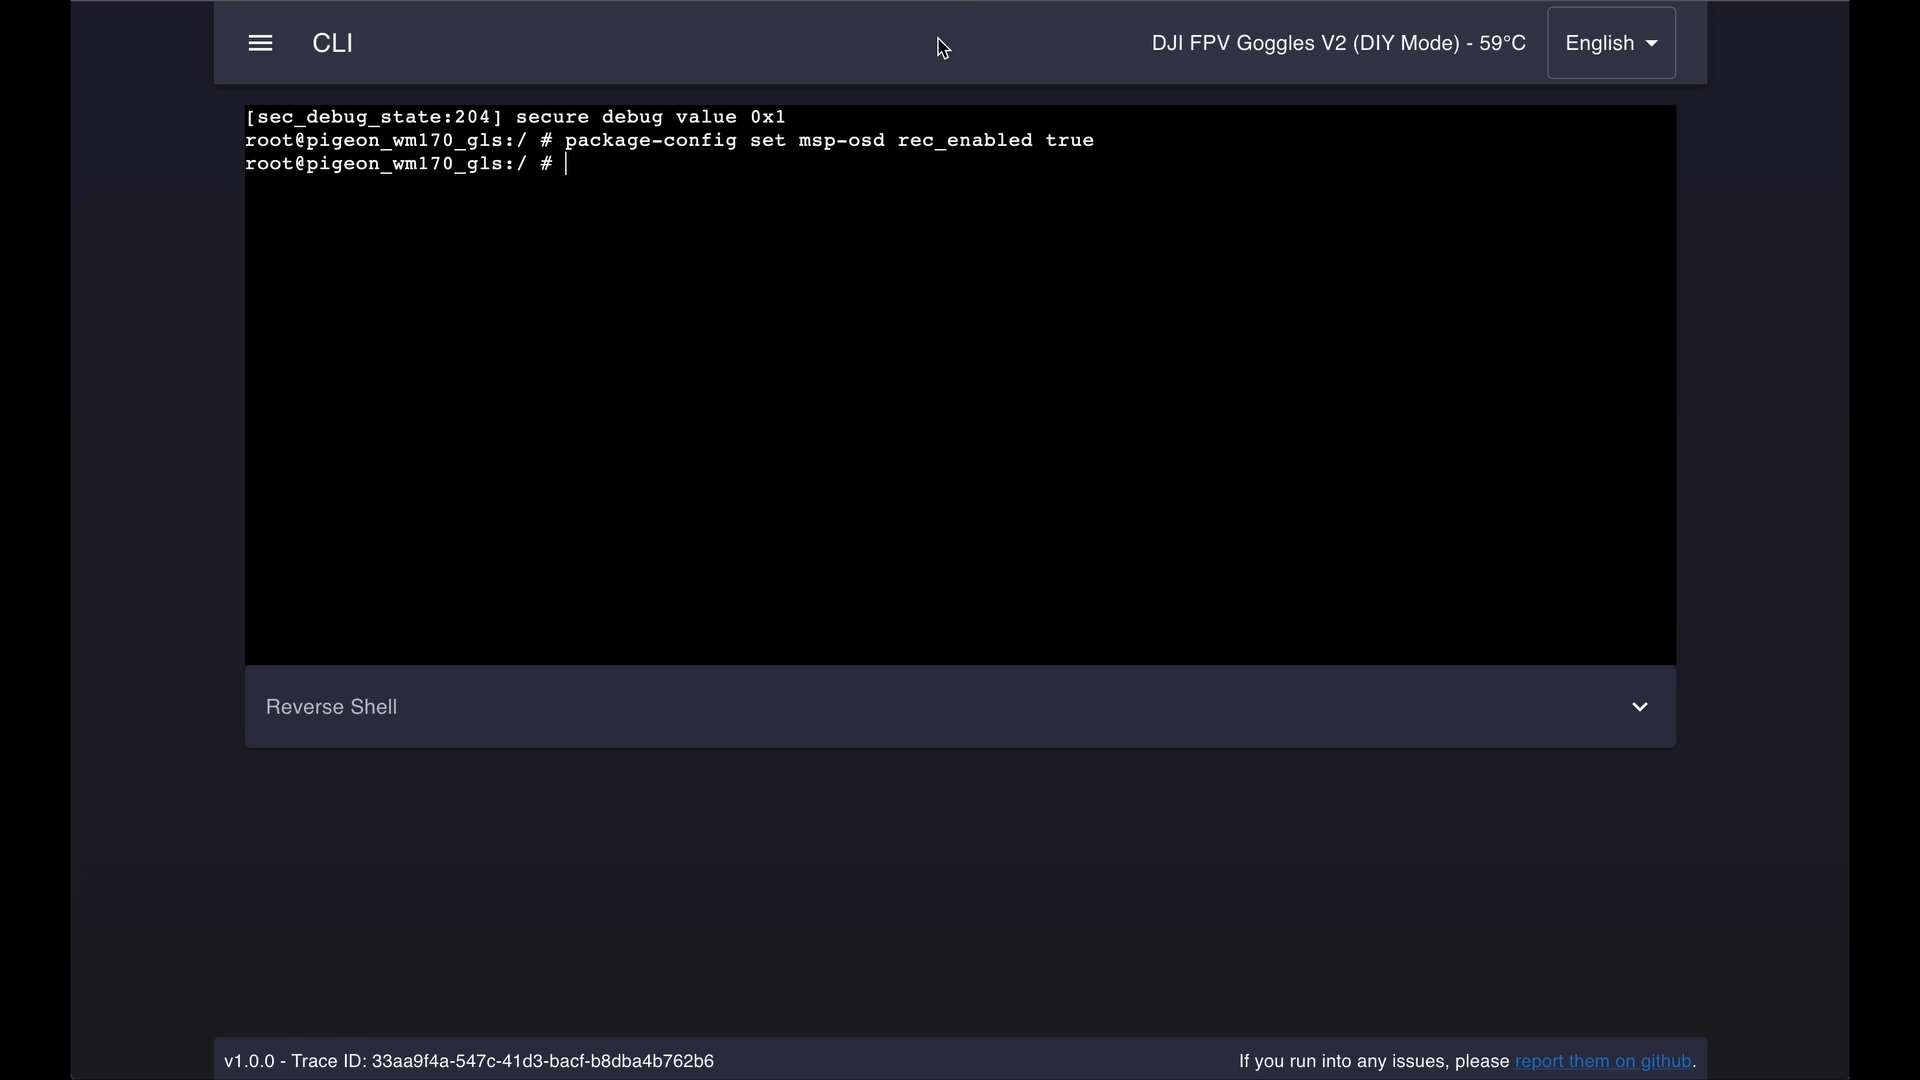 CLI
DJI FPV Goggles V2 (DIY Mode) - 59°C
English
[sec_debug_state:204] secure debug value 0x1
root@pigeon_wm170_gls:/ # package-config set msp-osd rec_enabled true
root@pigeon_wm170_gls:/ #
Reverse Shell
v1.0.0 - Trace ID: 33aa9f4a-547c-41d3-bacf-b8dba4b762b6
If you run into any issues, please report them on github.